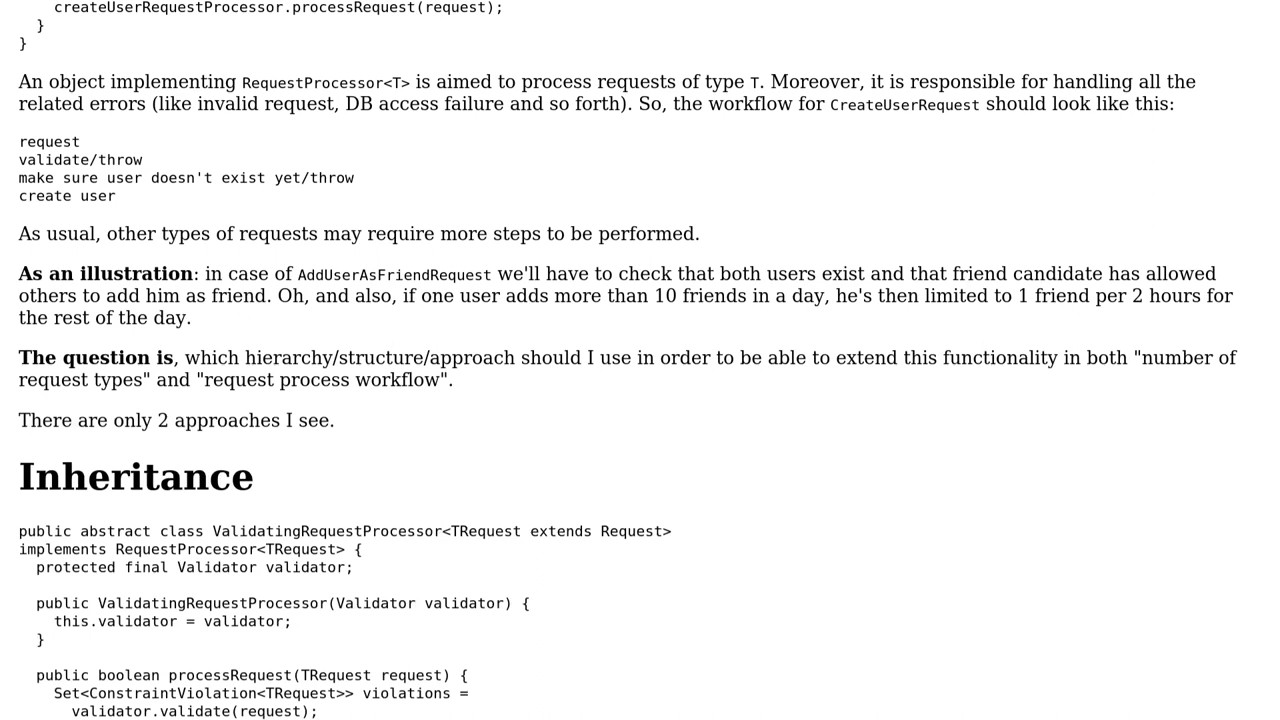 createUserRequestProcessor.processRequest(request);
  }
}
An object implementing RequestProcessor<T> is aimed to process requests of type T. Moreover, it is responsible for handling all the
related errors (like invalid request, DB access failure and so forth). So, the workflow for CreateUserRequest should look like this:
request
validate/throw
make sure user doesn't exist yet/throw
create user
As usual, other types of requests may require more steps to be performed.
As an illustration: in case of AddUserAsFriendRequest we'll have to check that both users exist and that friend candidate has allowed
others to add him as friend. Oh, and also, if one user adds more than 10 friends in a day, he's then limited to 1 friend per 2 hours for
the rest of the day.
The question is, which hierarchy/structure/approach should I use in order to be able to extend this functionality in both "number of
request types" and "request process workflow".
There are only 2 approaches I see.
Inheritance
public abstract class ValidatingRequestProcessor<TRequest extends Request>
implements RequestProcessor<TRequest> {
  protected final Validator validator;
  public ValidatingRequestProcessor(Validator validator) {
    this.validator = validator;
  }
  public boolean processRequest(TRequest request) {
    Set<ConstraintViolation<TRequest>> violations =
      validator.validate(request);